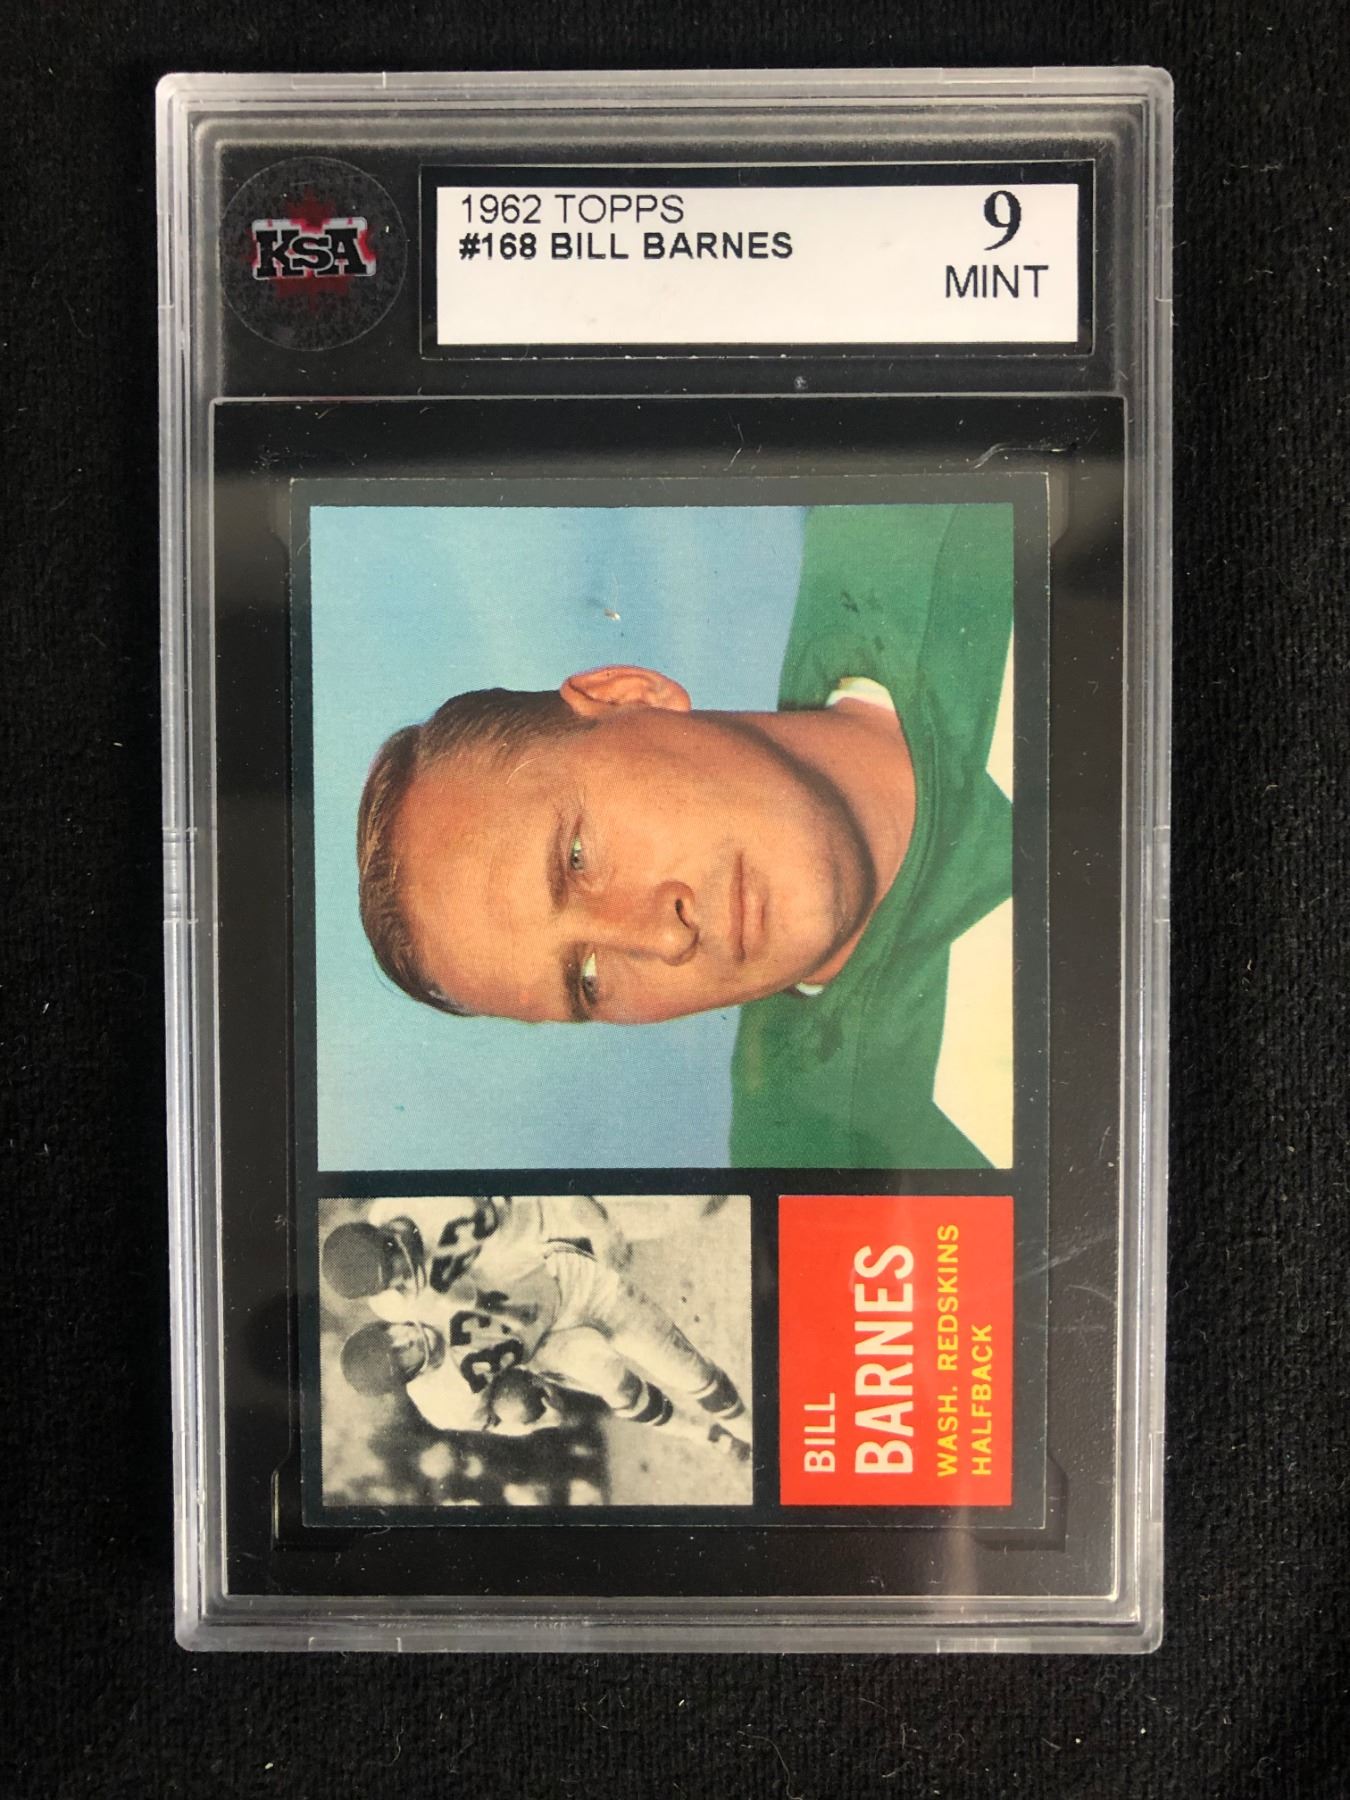 KSA
1962 TOPPS
#168 BILL BARNES
9
MINT
BILL
BARNES
WASH. REDSKINS
HALFBACK